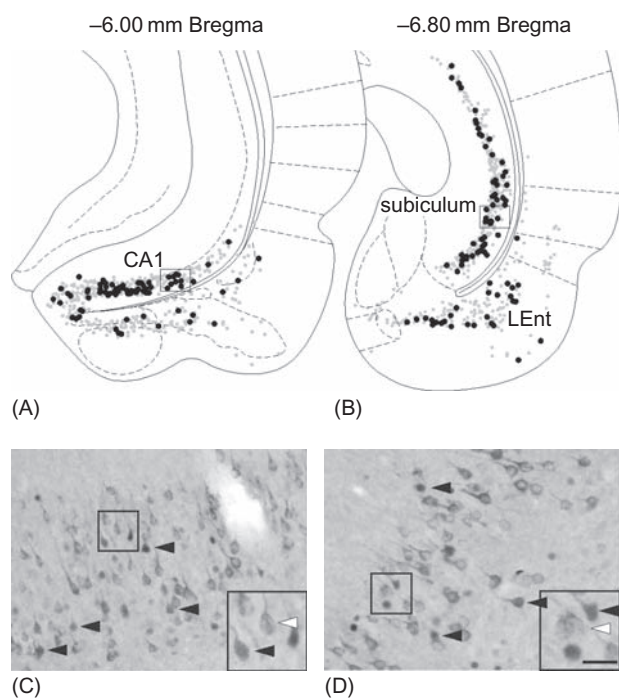 –6.00 mm Bregma
–6.80 mm Bregma
CA1
subiculum
LEnt
(A)
(B)
(C)
(D)